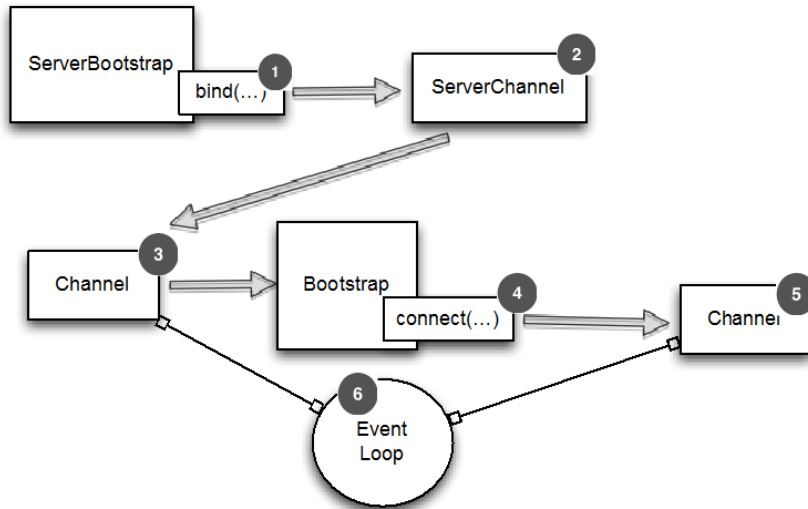 ServerBootstrap
bind(...)
1
ServerChannel
2
Channel
3
Bootstrap
connect(...)
4
Channel
5
6
Event
Loop